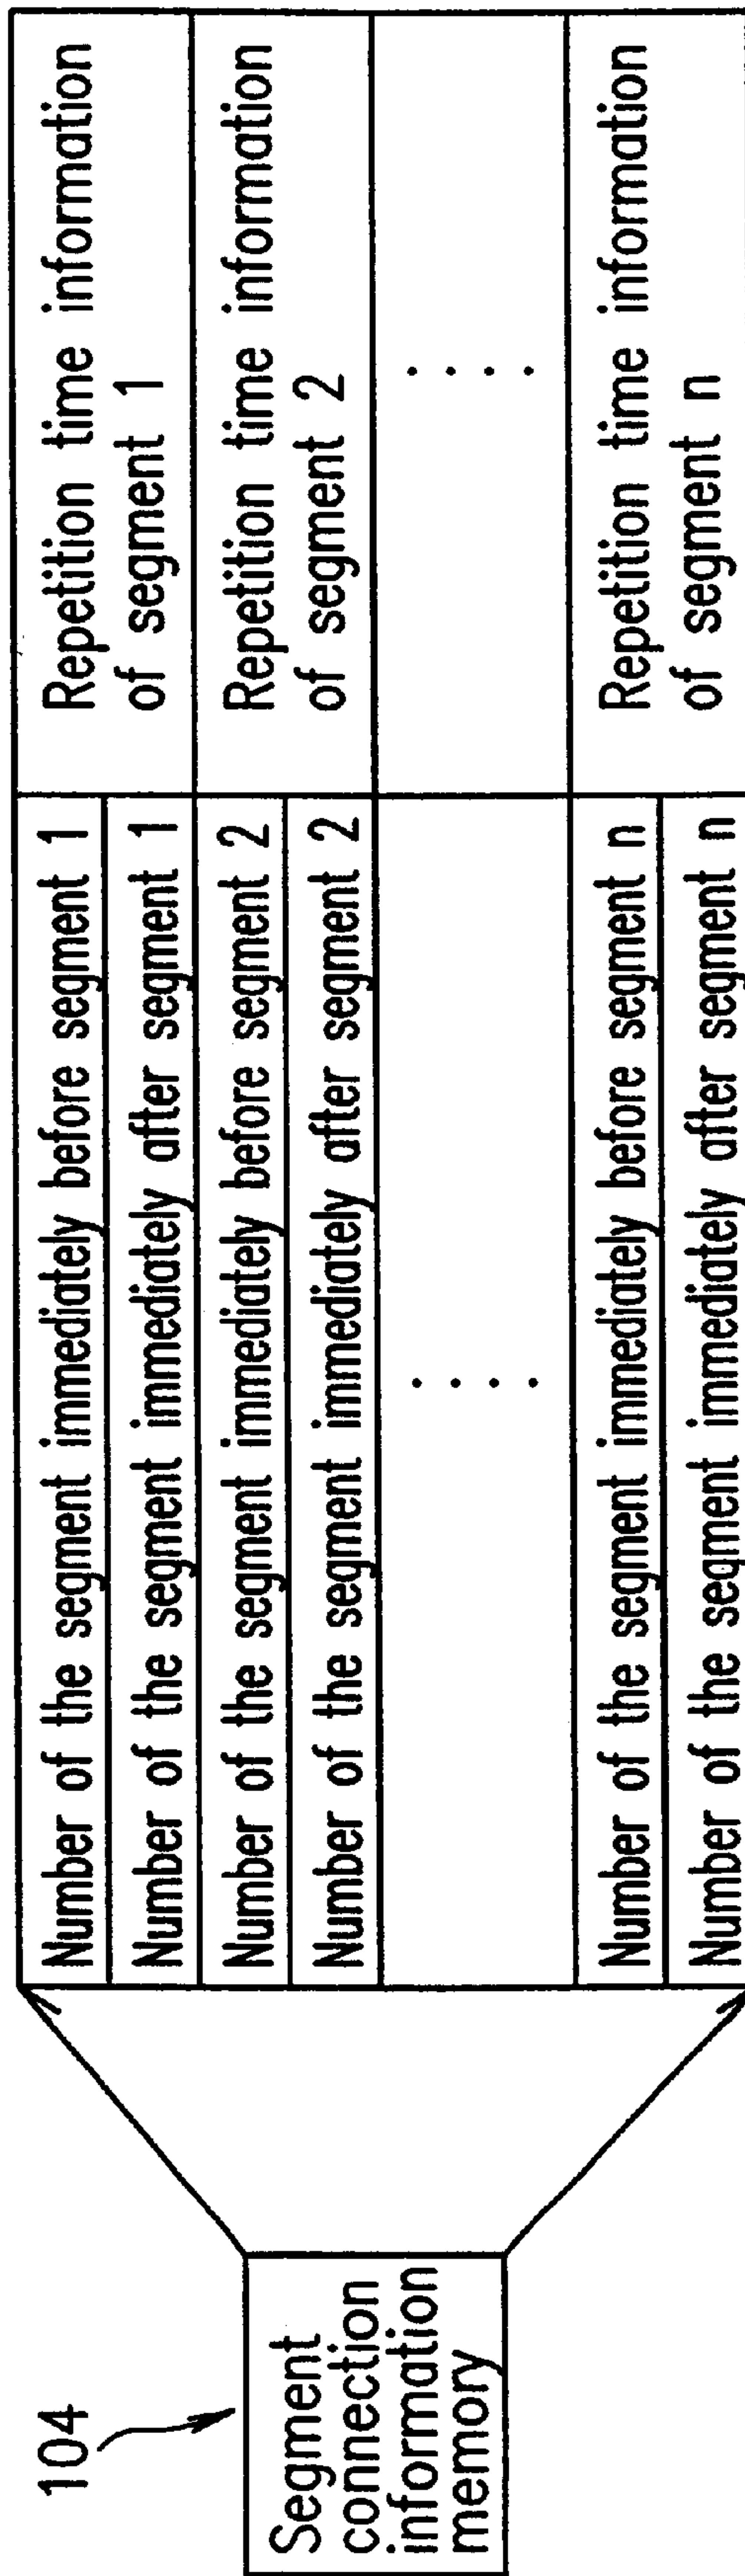 104
Segment
connection
information
memory
Number of the segment immediately before segment 1
Number of the segment immediately after segment 1
Repetition time information
of segment 1
Number of the segment immediately before segment 2
Number of the segment immediately after segment 2
Repetition time information
of segment 2
. . . .
. . . .
Number of the segment immediately before segment n
Number of the segment immediately after segment n
Repetition time information
of segment n